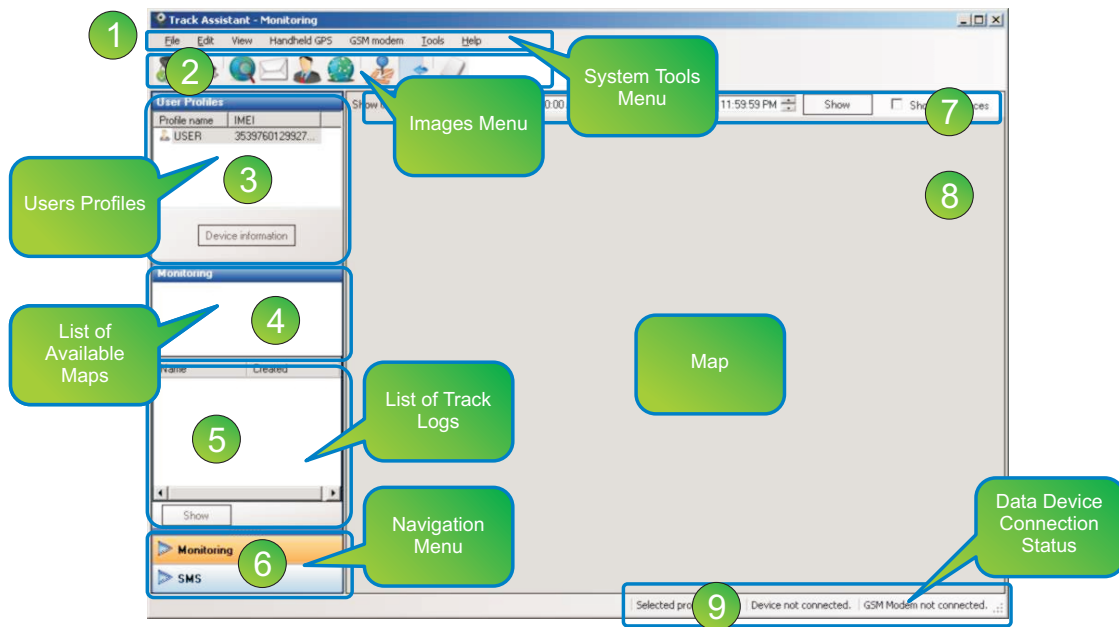 Track Assistant - Monitoring
1
File Edit View Handheld GPS GSM modem Tools Help
2
System Tools
Menu
Images Menu
User Profiles
Profile name IMEI
USER 3539760129927...
3
Users Profiles
Device information
Show
11:59:59 PM Show
7
8
Monitoring
4
List of
Available
Maps
Map
Name Created
5
List of Track
Logs
Show
Navigation
Menu
Monitoring
6
SMS
Data Device
Connection
Status
Selected
9
Device not connected. GSM Modem not connected.